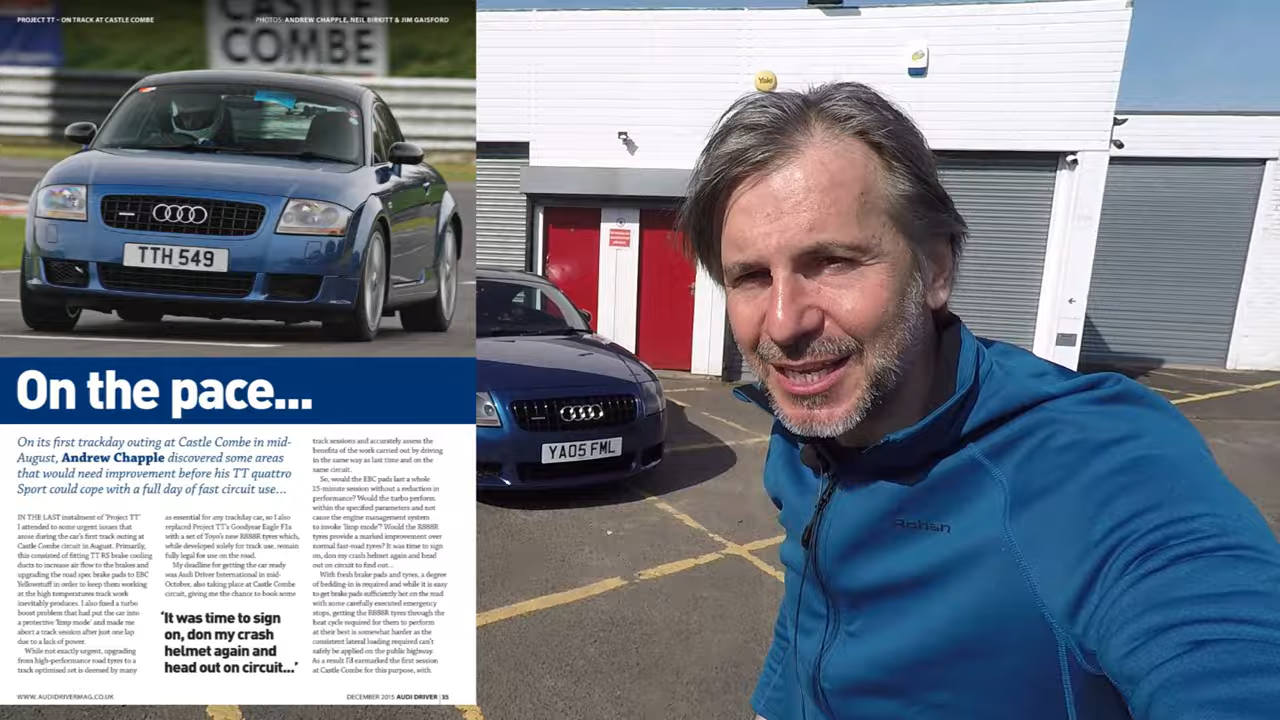 PROJECT TT – ON TRACK AT CASTLE COMBE
PHOTOS: ANDREW CHAPPLE, NEIL BIRKITT & JIM GAISFORD
CASTLE
COMBE
TTH 549
On the pace...
On its first trackday outing at Castle Combe in mid-
August, Andrew Chapple discovered some areas
that would need improvement before his TT quattro
Sport could cope with a full day of fast circuit use...
IN THE LAST instalment of 'Project TT'
I attended to some urgent issues that
arose during the car's first track outing at
Castle Combe circuit in August. Primarily,
this consisted of fitting TT RS brake cooling
ducts to increase air flow to the brakes and
upgrading the road spec brake pads to EBC
Yellowstuff in order to keep them working
at the high temperatures track work
inevitably produces. I also fixed a turbo
boost problem that had put the car into
a protective 'limp mode' and made me
abort a track session after just one lap
due to a lack of power.
While not exactly urgent, upgrading
from high-performance road tyres to a
track optimised set is deemed by many
as essential for any trackday car, so I also
replaced Project TT's Goodyear Eagle F1s
with a set of Toyo's new R888R tyres which,
while developed solely for track use, remain
fully legal for use on the road.
My deadline for getting the car ready
was Audi Driver International in mid-
October, also taking place at Castle Combe
circuit, giving me the chance to book some
'It was time to sign
on, don my crash
helmet again and
head out on circuit...'
track sessions and accurately assess the
benefits of the work carried out by driving
in the same way as last time and on the
same circuit.
So, would the EBC pads last a whole
15-minute session without a reduction in
performance? Would the turbo perform
within the specified parameters and not
cause the engine management system
to invoke 'limp mode'? Would the R888R
tyres provide a marked improvement over
normal fast-road tyres? It was time to sign
on, don my crash helmet again and head
out on circuit to find out...
With fresh brake pads and tyres, a degree
of bedding-in is required and while it is easy
to get brake pads sufficiently hot on the road
with some carefully executed emergency
stops, getting the R888R tyres through the
heat cycle required for them to perform
at their best is somewhat harder as the
consistent lateral loading required can't
safely be applied on the public highway.
As a result I'd earmarked the first session
at Castle Combe for this purpose, with
WWW.AUDIDRIVERMAG.CO.UK
DECEMBER 2015 AUDI DRIVER | 35
Yale
YA05 FML
Rohan